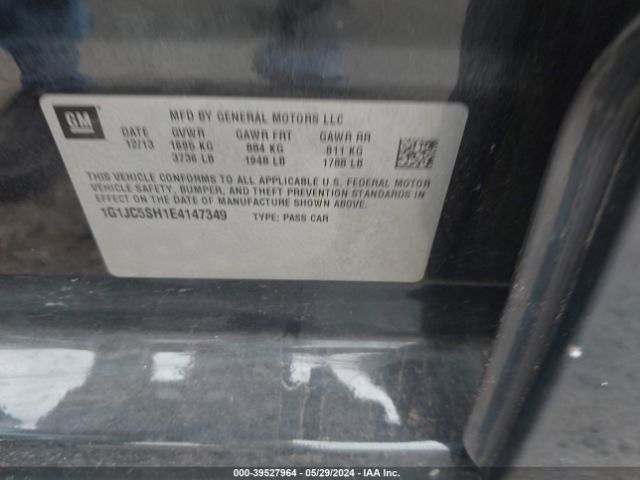 GM
MFD BY GENERAL MOTORS LLC
DATE GVWR GAWR FRT GAWR RR
12/13 1695 KG 884 KG 811 KG
3736 LB 1948 LB 1788 LB
THIS VEHICLE CONFORMS TO ALL APPLICABLE U.S. FEDERAL MOTOR
VEHICLE SAFETY, BUMPER, AND THEFT PREVENTION STANDARDS IN
EFFECT ON THE DATE OF MANUFACTURE SHOWN ABOVE.
1G1JC5SH1E4147349 TYPE: PASS CAR
000-39527964 • 05/29/2024 • IAA Inc.